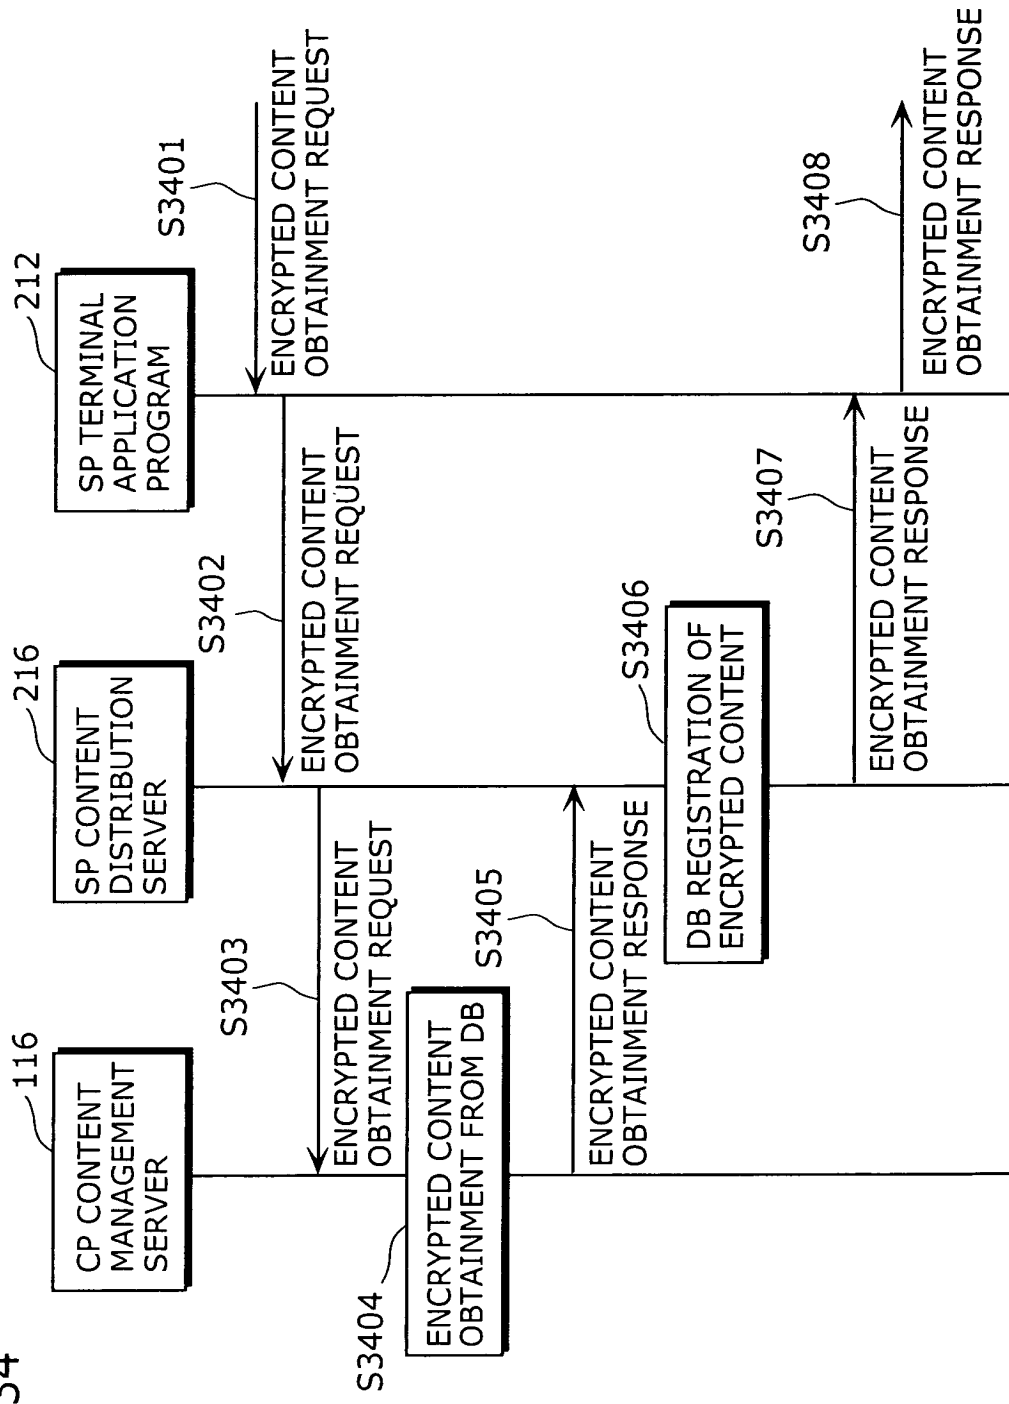 34
116
CP CONTENT
MANAGEMENT
SERVER
216
SP CONTENT
DISTRIBUTION
SERVER
212
SP TERMINAL
APPLICATION
PROGRAM
S3401
ENCRYPTED CONTENT
OBTAINMENT REQUEST
S3402
ENCRYPTED CONTENT
OBTAINMENT REQUEST
S3403
ENCRYPTED CONTENT
OBTAINMENT REQUEST
S3404
ENCRYPTED CONTENT
OBTAINMENT FROM DB
S3405
ENCRYPTED CONTENT
OBTAINMENT RESPONSE
S3406
DB REGISTRATION OF
ENCRYPTED CONTENT
S3407
ENCRYPTED CONTENT
OBTAINMENT RESPONSE
S3408
ENCRYPTED CONTENT
OBTAINMENT RESPONSE